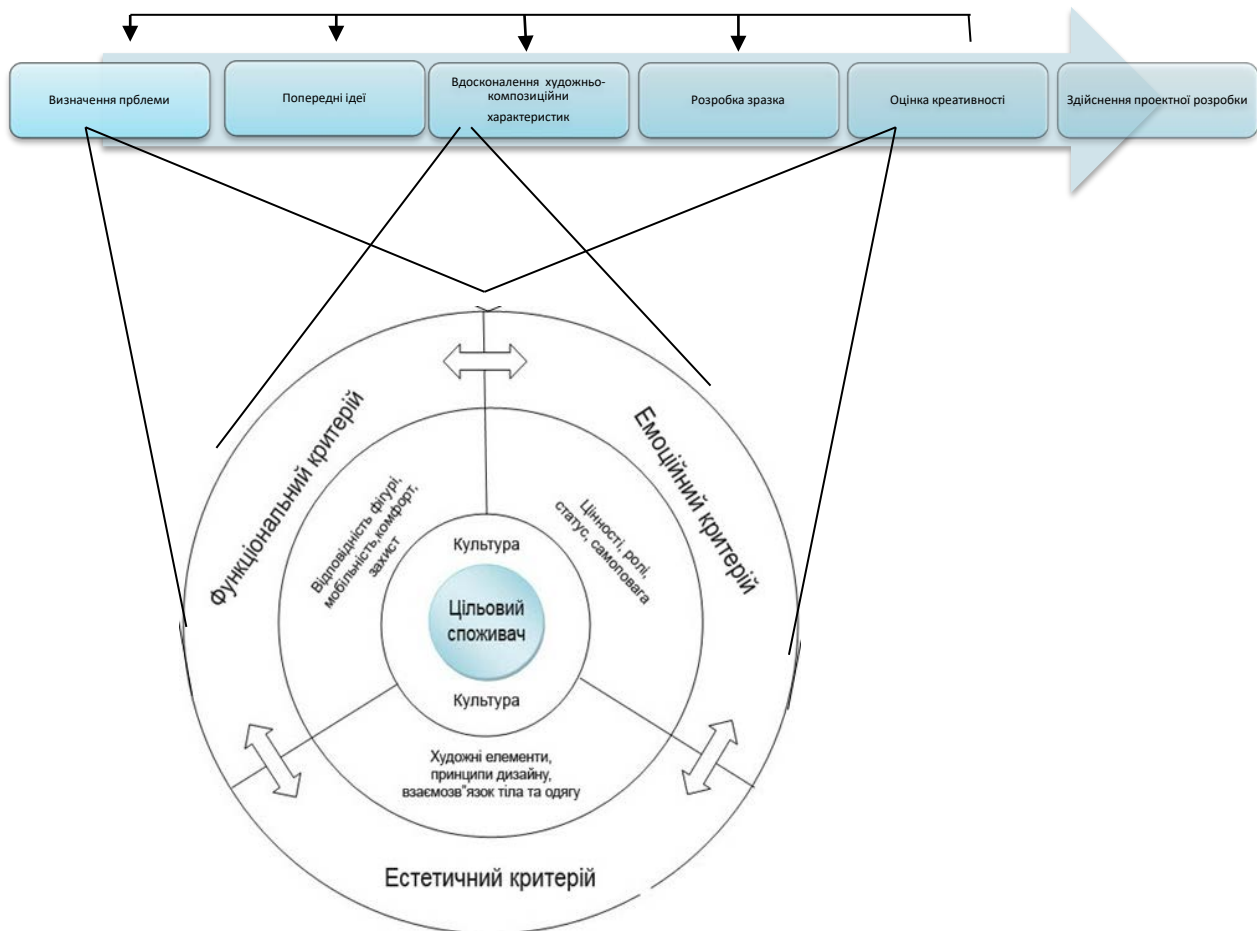 Визначення прблеми
Попередні ідеї
Вдосконалення художньо-
композиційни
характеристик
Розробка зразка
Оцінка креативності
Здійснення проектної розробки
Функціональний критерій
Емоційний критерій
Відповідність фігурі,
мобільність,комфорт,
захист
Цінності, ролі,
статус, самоповага
Культура
Цільовий
споживач
Культура
Художні елементи,
принципи дизайну,
взаємозв"язок тіла та одягу
Естетичний критерій